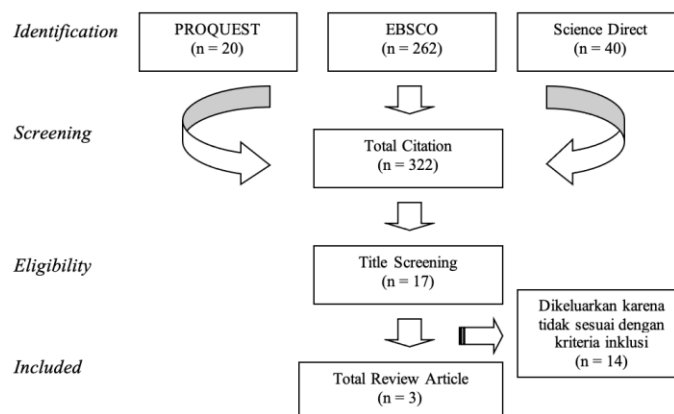 Identification
PROQUEST
(n = 20)
EBSCO
(n = 262)
Science Direct
(n = 40)
Screening
Total Citation
(n = 322)
Eligibility
Title Screening
(n = 17)
Dikeluarkan karena
tidak sesuai dengan
kriteria inklusi
(n = 14)
Included
Total Review Article
(n = 3)